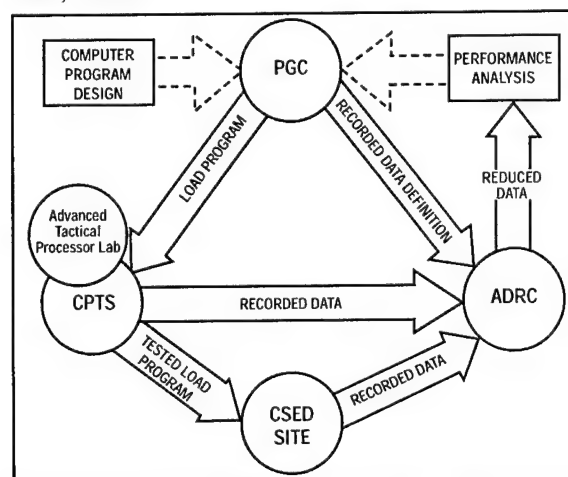 COMPUTER
PROGRAM
DESIGN
PGC
PERFORMANCE
ANALYSIS
LOAD PROGRAM
RECORDED DATA DEFINITION
REDUCED
DATA
Advanced
Tactical
Processor Lab
CPTS
RECORDED DATA
ADRC
TESTED LOAD
PROGRAM
RECORDED DATA
CSED
SITE